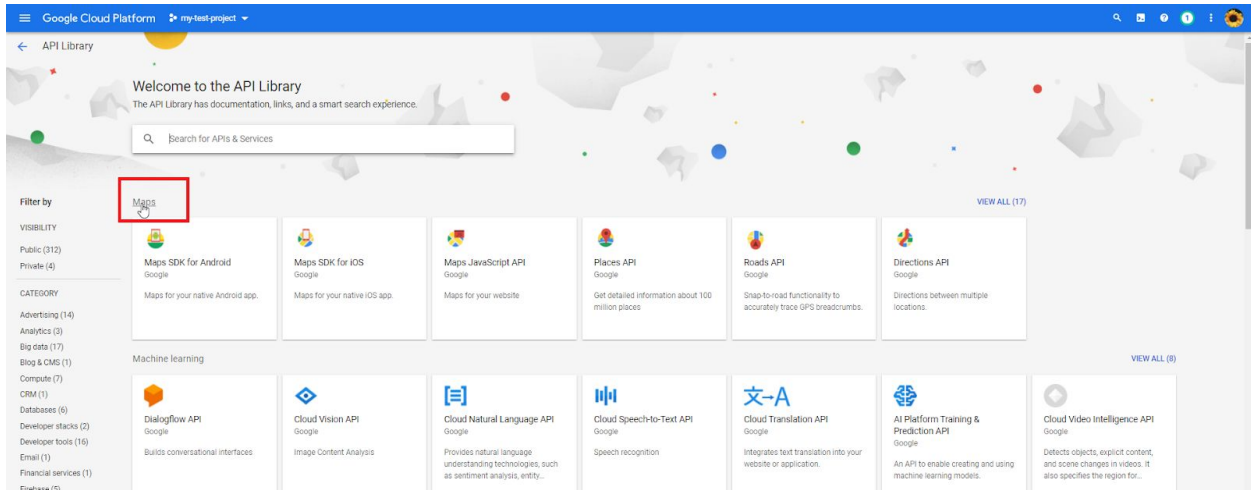 Google Cloud Platform my-test-project
1
API Library
Welcome to the API Library
The API Library has documentation, links, and a smart search experience.
Search for APIs & Services
Filter by
VISIBILITY
Public (312)
Private (4)
CATEGORY
Advertising (14)
Analytics (3)
Big data (17)
Blog & CMS (1)
Compute (7)
CRM (1)
Databases (6)
Developer stacks (2)
Developer tools (16)
Email (1)
Financial services (1)
Firebase (5)
Maps
VIEW ALL (17)
Maps SDK for Android
Google
Maps for your native Android app.
Maps SDK for iOS
Google
Maps for your native iOS app.
Maps JavaScript API
Google
Maps for your website
Places API
Google
Get detailed information about 100
million places
Roads API
Google
Snap-to-road functionality to
accurately trace GPS breadcrumbs.
Directions API
Google
Directions between multiple
locations.
Machine learning
VIEW ALL (8)
Dialogflow API
Google
Builds conversational interfaces
Cloud Vision API
Google
Image Content Analysis
Cloud Natural Language API
Google
Provides natural language
understanding technologies, such
as sentiment analysis, entity...
Cloud Speech-to-Text API
Google
Speech recognition
文→A
Cloud Translation API
Google
Integrates text translation into your
website or application.
AI Platform Training &
Prediction API
Google
An API to enable creating and using
machine learning models.
Cloud Video Intelligence API
Google
Detects objects, explicit content,
and scene changes in videos. It
also specifies the region for...